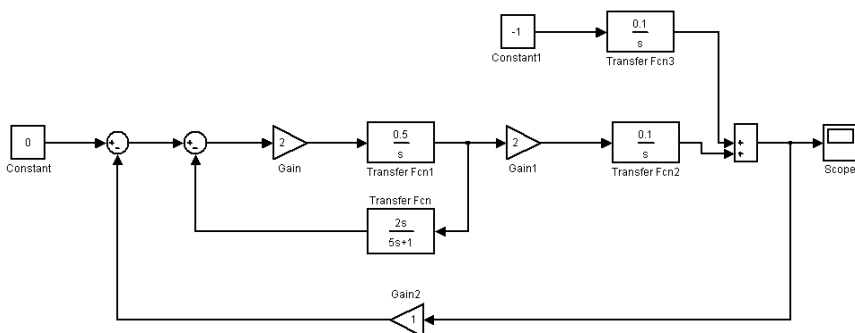 -1
Constant1
0.1
s
Transfer Fcn3
0
Constant
+
-
+
-
2
Gain
0.5
s
Transfer Fcn1
2
Gain1
0.1
s
Transfer Fcn2
+
+
Scope
Transfer Fcn
2s
5s+1
Gain2
1